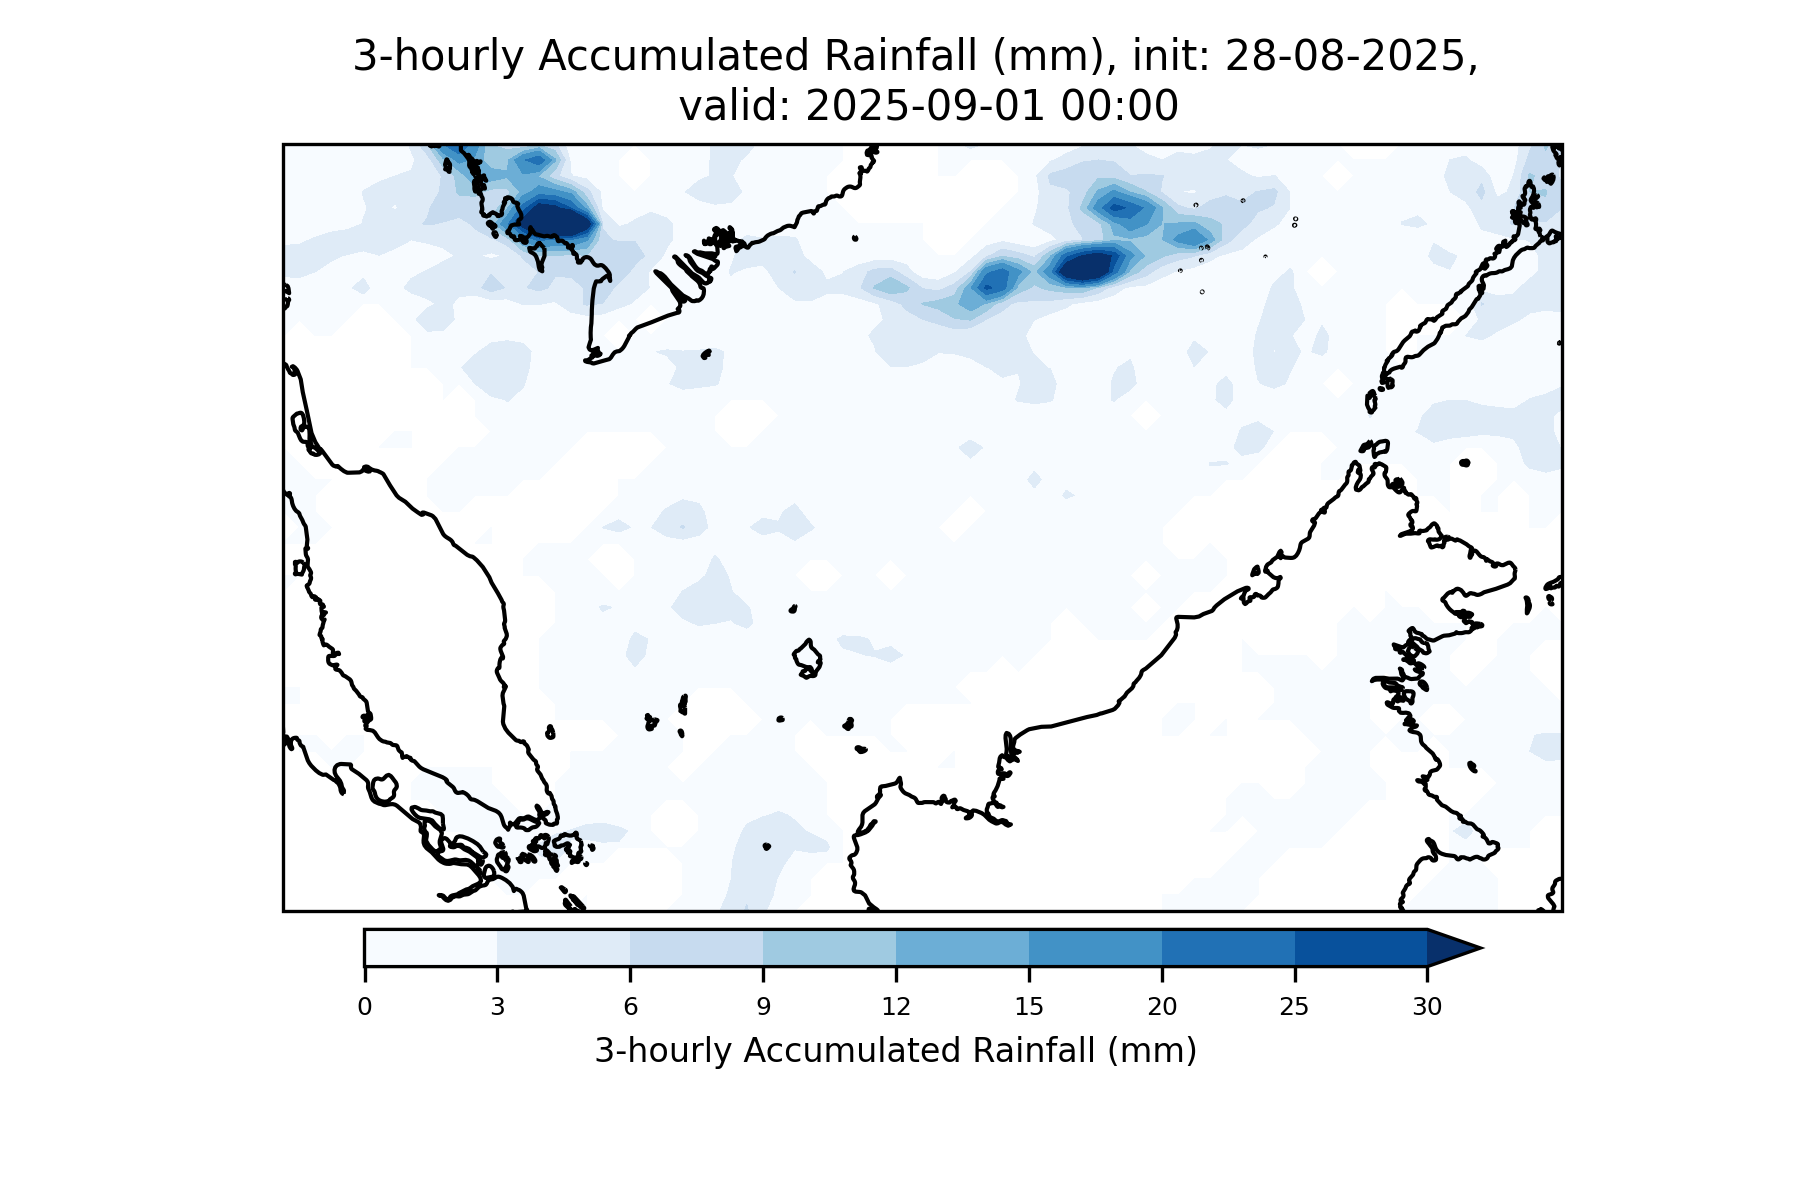 3-hourly Accumulated Rainfall (mm), init: 28-08-2025,
valid: 2025-09-01 00:00
0 3 6 9 12 15 20 25 30
3-hourly Accumulated Rainfall (mm)